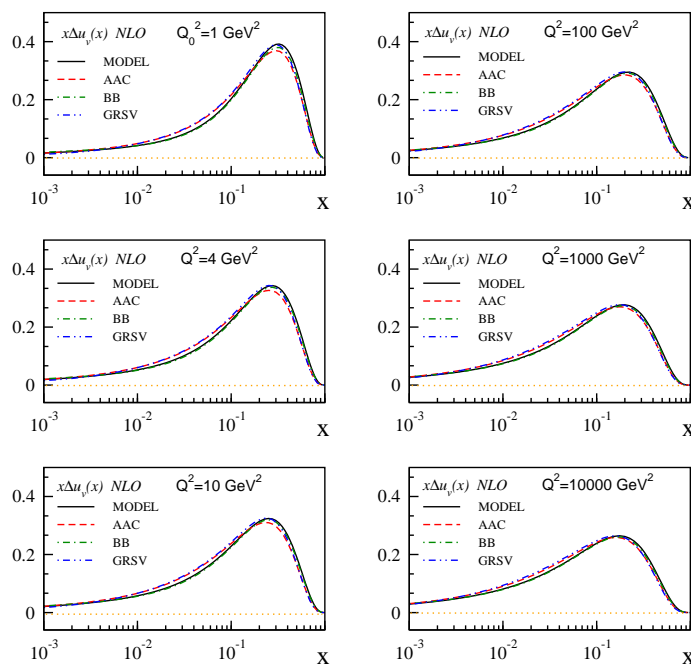 xΔu_v(x) NLO
Q_0^2=1 GeV^2
MODEL
AAC
BB
GRSV
0.4
0.2
0
10^-3 10^-2 10^-1 X
xΔu_v(x) NLO
Q^2=100 GeV^2
MODEL
AAC
BB
GRSV
0.4
0.2
0
10^-3 10^-2 10^-1 X
xΔu_v(x) NLO
Q^2=4 GeV^2
MODEL
AAC
BB
GRSV
0.4
0.2
0
10^-3 10^-2 10^-1 X
xΔu_v(x) NLO
Q^2=1000 GeV^2
MODEL
AAC
BB
GRSV
0.4
0.2
0
10^-3 10^-2 10^-1 X
xΔu_v(x) NLO
Q^2=10 GeV^2
MODEL
AAC
BB
GRSV
0.4
0.2
0
10^-3 10^-2 10^-1 X
xΔu_v(x) NLO
Q^2=10000 GeV^2
MODEL
AAC
BB
GRSV
0.4
0.2
0
10^-3 10^-2 10^-1 X